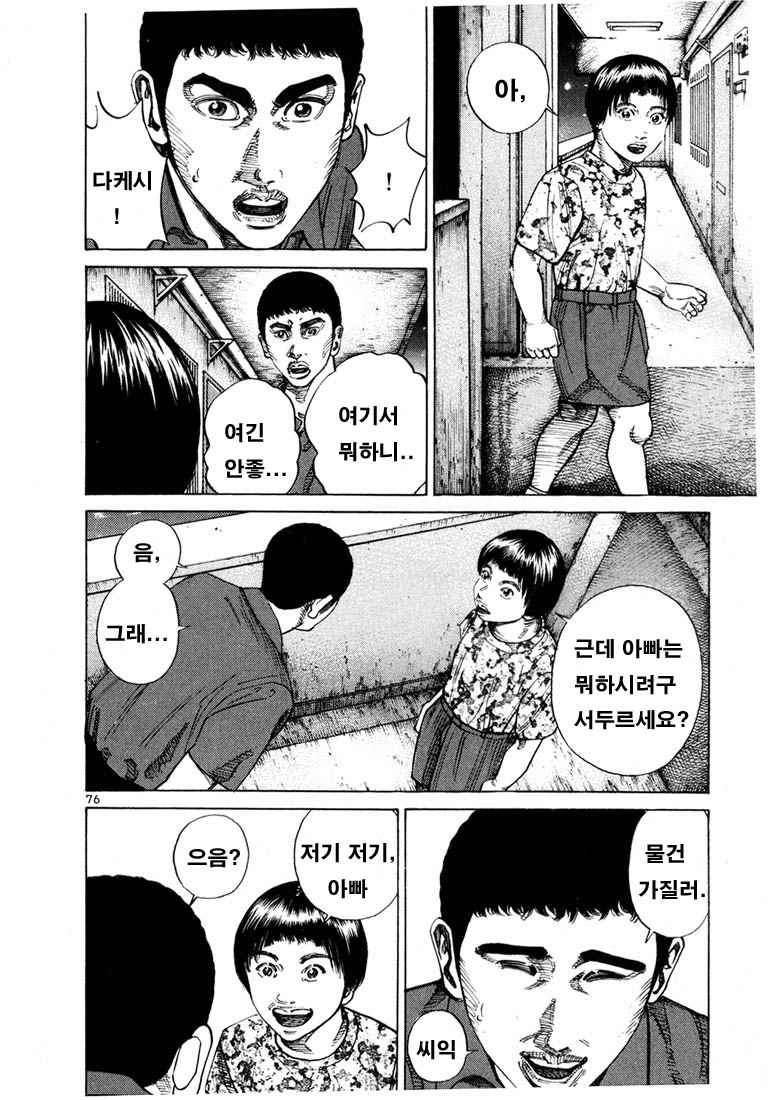 아,
!
다케시
!
여기서
뭐하니..
여긴
안좋...
근데 아빠는
뭐하시려구
서두르세요?
음,
그래...
76
물건
가질러.
씨익
저기 저기,
아빠
으음?